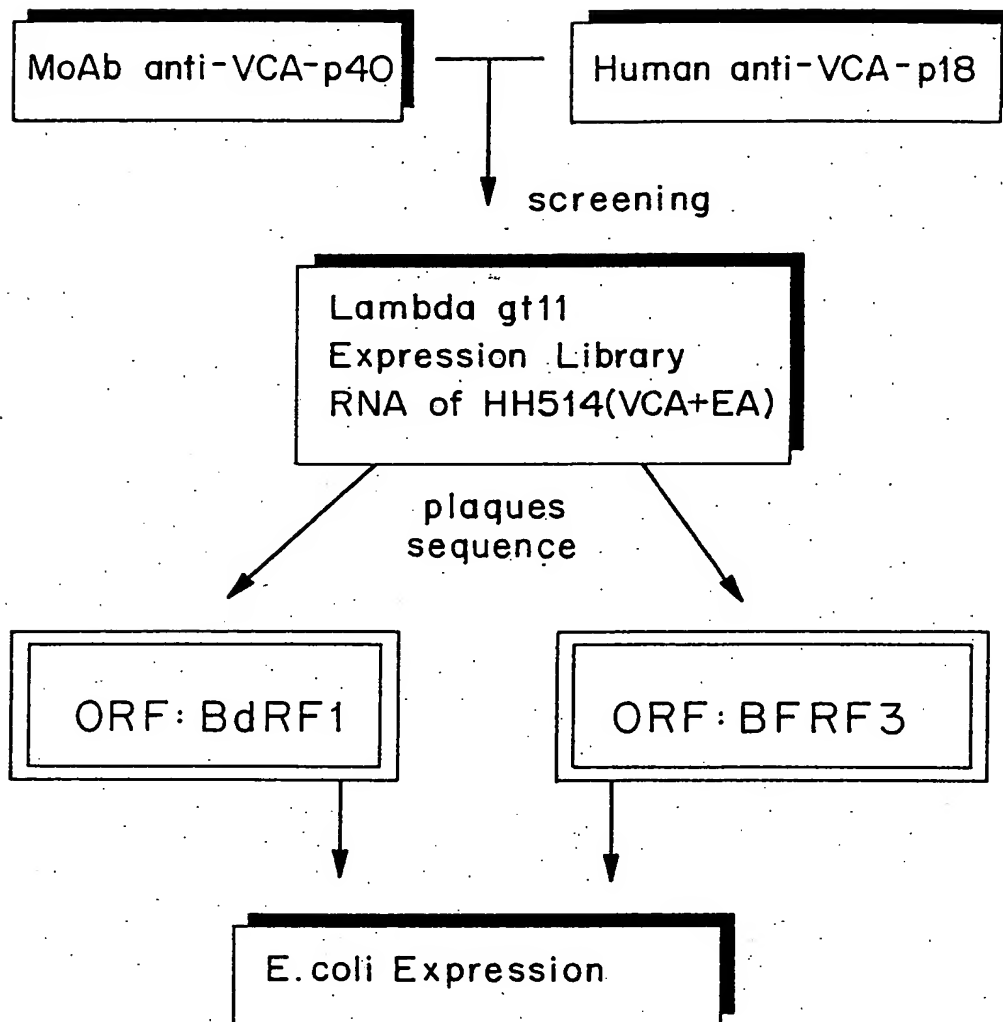 MoAb anti-VCA-p40
Human anti-VCA-p18
screening
Lambda gt11
Expression Library
RNA of HH514(VCA+EA)
plaques
sequence
ORF: BdRF1
ORF: BFRF3
E.coli Expression